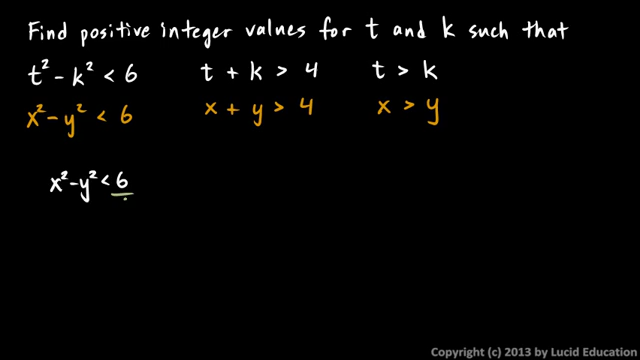 Find positive integer values for t and k such that
t² - k² < 6 t + k > 4 t > k
x² - y² < 6 x + y > 4 x > y
x² - y² < 6
Copyright (c) 2013 by Lucid Education